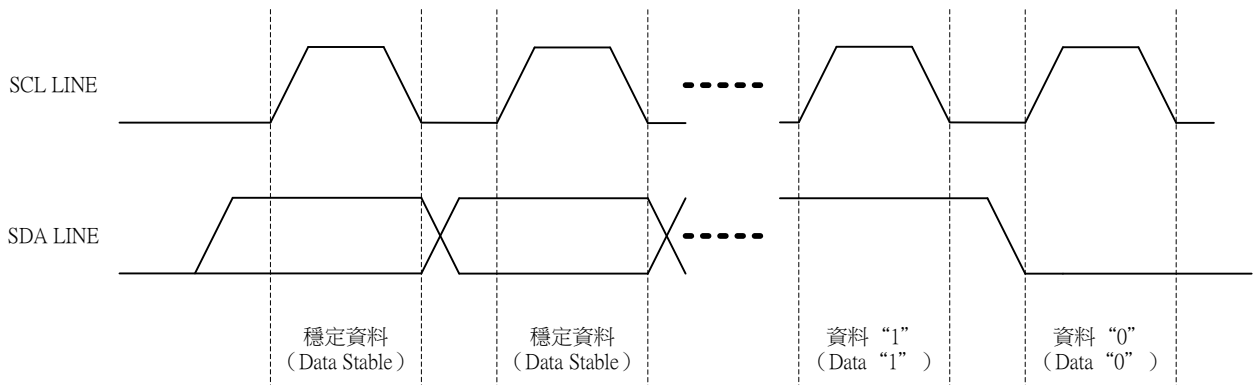 SCL LINE
SDA LINE
穩定資料
（Data Stable）
穩定資料
（Data Stable）
資料“1”
（Data“1” ）
資料“0”
（Data“0” ）